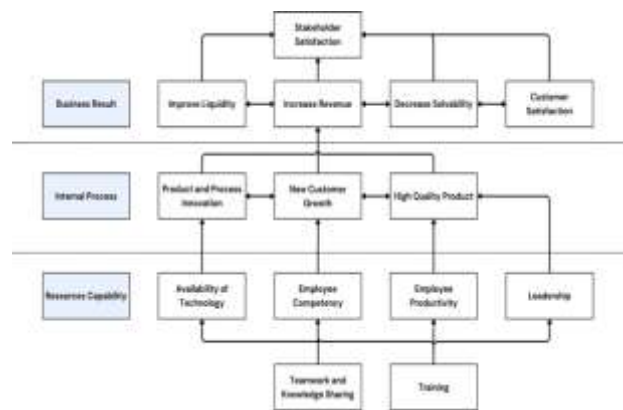 Stakeholder
Satisfaction
Business Result
Improve Liquidity
Increase Revenue
Decrease Solvability
Customer
Satisfaction
Internal Process
Product and Process
Innovation
New Customer
Growth
High Quality Product
Resources Capability
Availability of
Technology
Employee
Competency
Employee
Productivity
Leadership
Teamwork and
Knowledge Sharing
Training